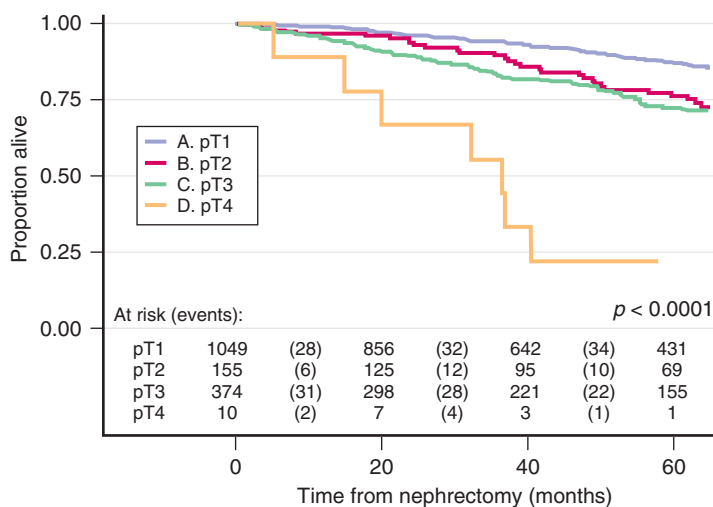 1.00
0.75
0.50
0.25
0.00
Proportion alive
A. pT1
B. pT2
C. pT3
D. pT4
p < 0.0001
At risk (events):
pT1 1049 (28) 856 (32) 642 (34) 431
pT2 155 (6) 125 (12) 95 (10) 69
pT3 374 (31) 298 (28) 221 (22) 155
pT4 10 (2) 7 (4) 3 (1) 1
0 20 40 60
Time from nephrectomy (months)